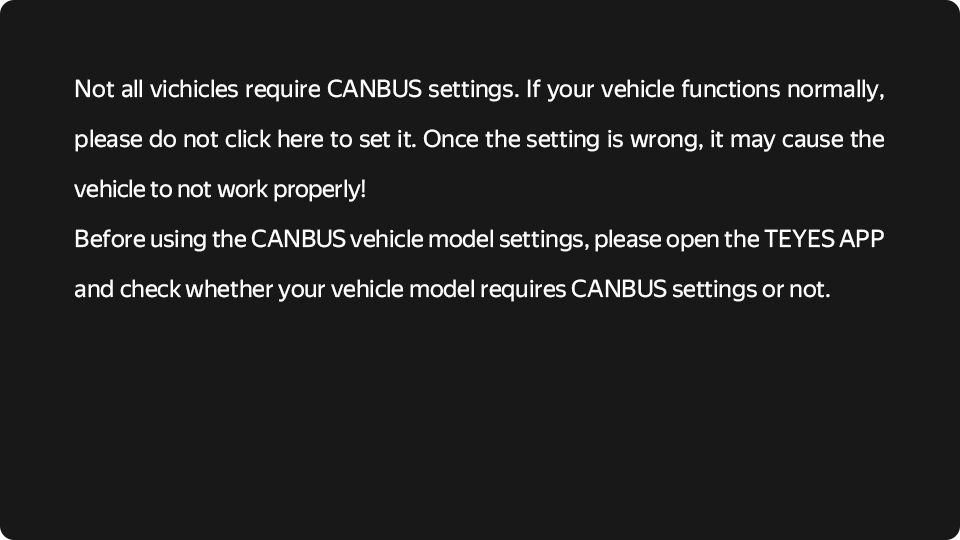 Not all vichicles require CANBUS settings. If your vehicle functions normally,
please do not click here to set it. Once the setting is wrong, it may cause the
vehicle to not work properly!
Before using the CANBUS vehicle model settings, please open the TEYES APP
and check whether your vehicle model requires CANBUS settings or not.